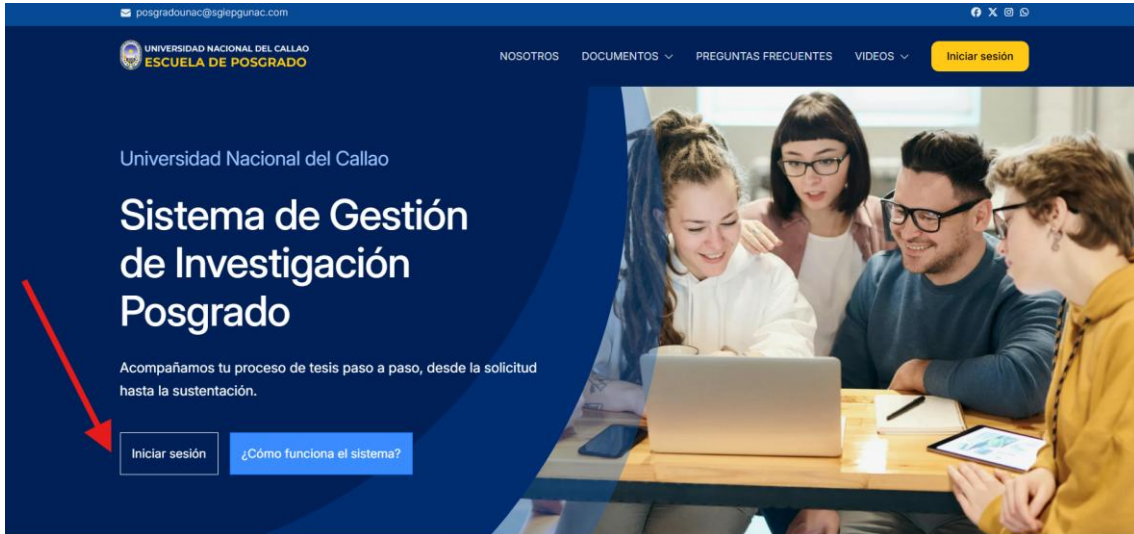 posgradounac@sgiepgunac.com
UNIVERSIDAD NACIONAL DEL CALLAO
ESCUELA DE POSGRADO
NOSOTROS
DOCUMENTOS
PREGUNTAS FRECUENTES
VIDEOS
Iniciar sesión
Universidad Nacional del Callao
Sistema de Gestión
de Investigación
Posgrado
Acompañamos tu proceso de tesis paso a paso, desde la solicitud
hasta la sustentación.
Iniciar sesión
¿Cómo funciona el sistema?